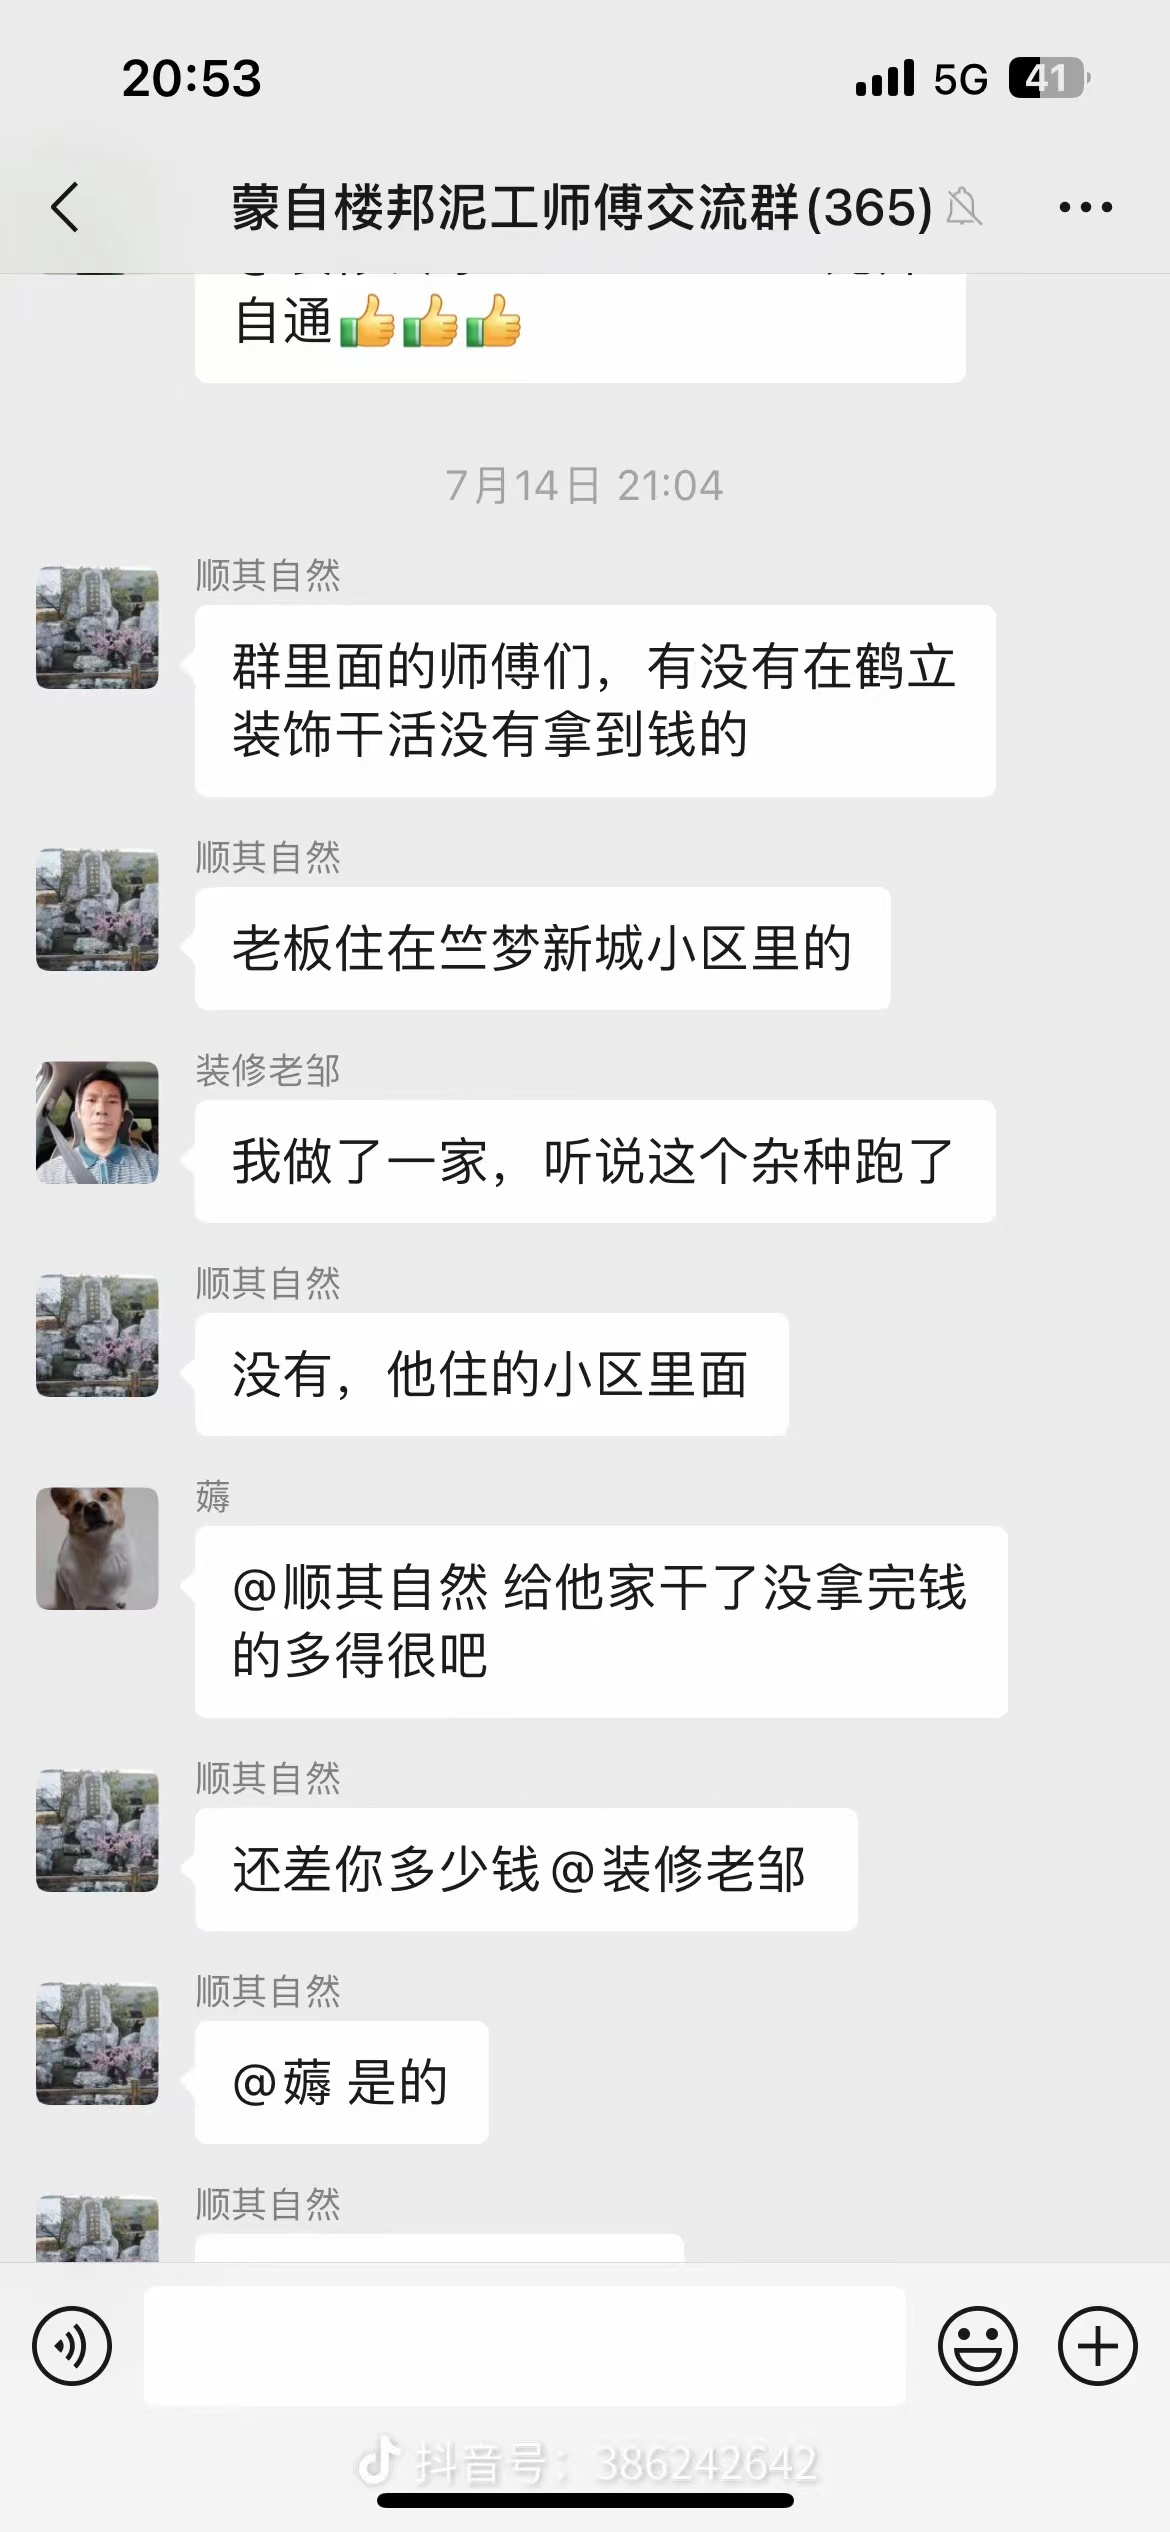 20:53
5G 41
蒙自楼邦泥工师傅交流群(365)
自通👍👍👍
7月14日 21:04
顺其自然
群里面的师傅们，有没有在鹤立
装饰干活没有拿到钱的
顺其自然
老板住在竺梦新城小区里的
装修老邹
我做了一家，听说这个杂种跑了
顺其自然
没有，他住的小区里面
薅
@顺其自然 给他家干了没拿完钱
的多得很吧
顺其自然
还差你多少钱@装修老邹
顺其自然
@薅 是的
顺其自然
抖音号：386242642